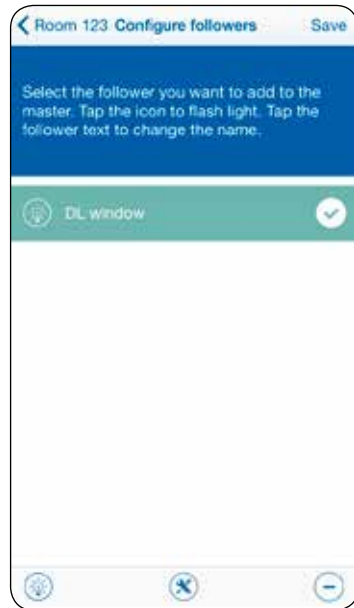 Room 123 Configure followers Save
Select the follower you want to add to the
master. Tap the icon to flash light. Tap the
follower text to change the name.
DL window